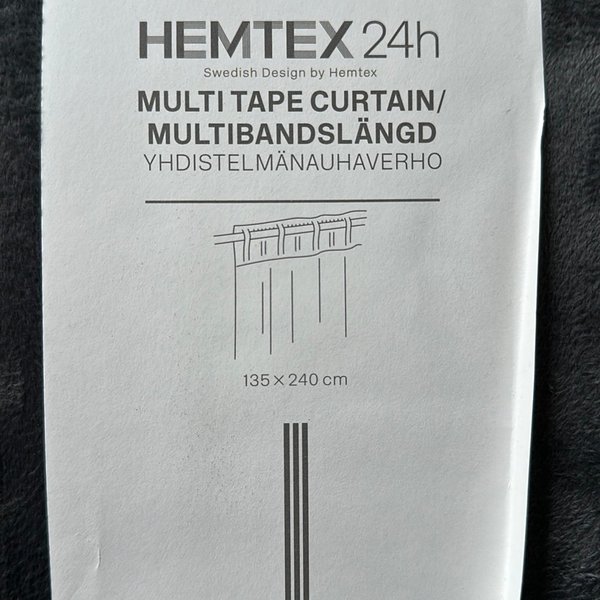 HEMTEX 24h
Swedish Design by Hemtex
MULTI TAPE CURTAIN/
MULTIBANDSLÄNGD
YHDISTELMÄNAUHAVERHO
135 × 240 cm